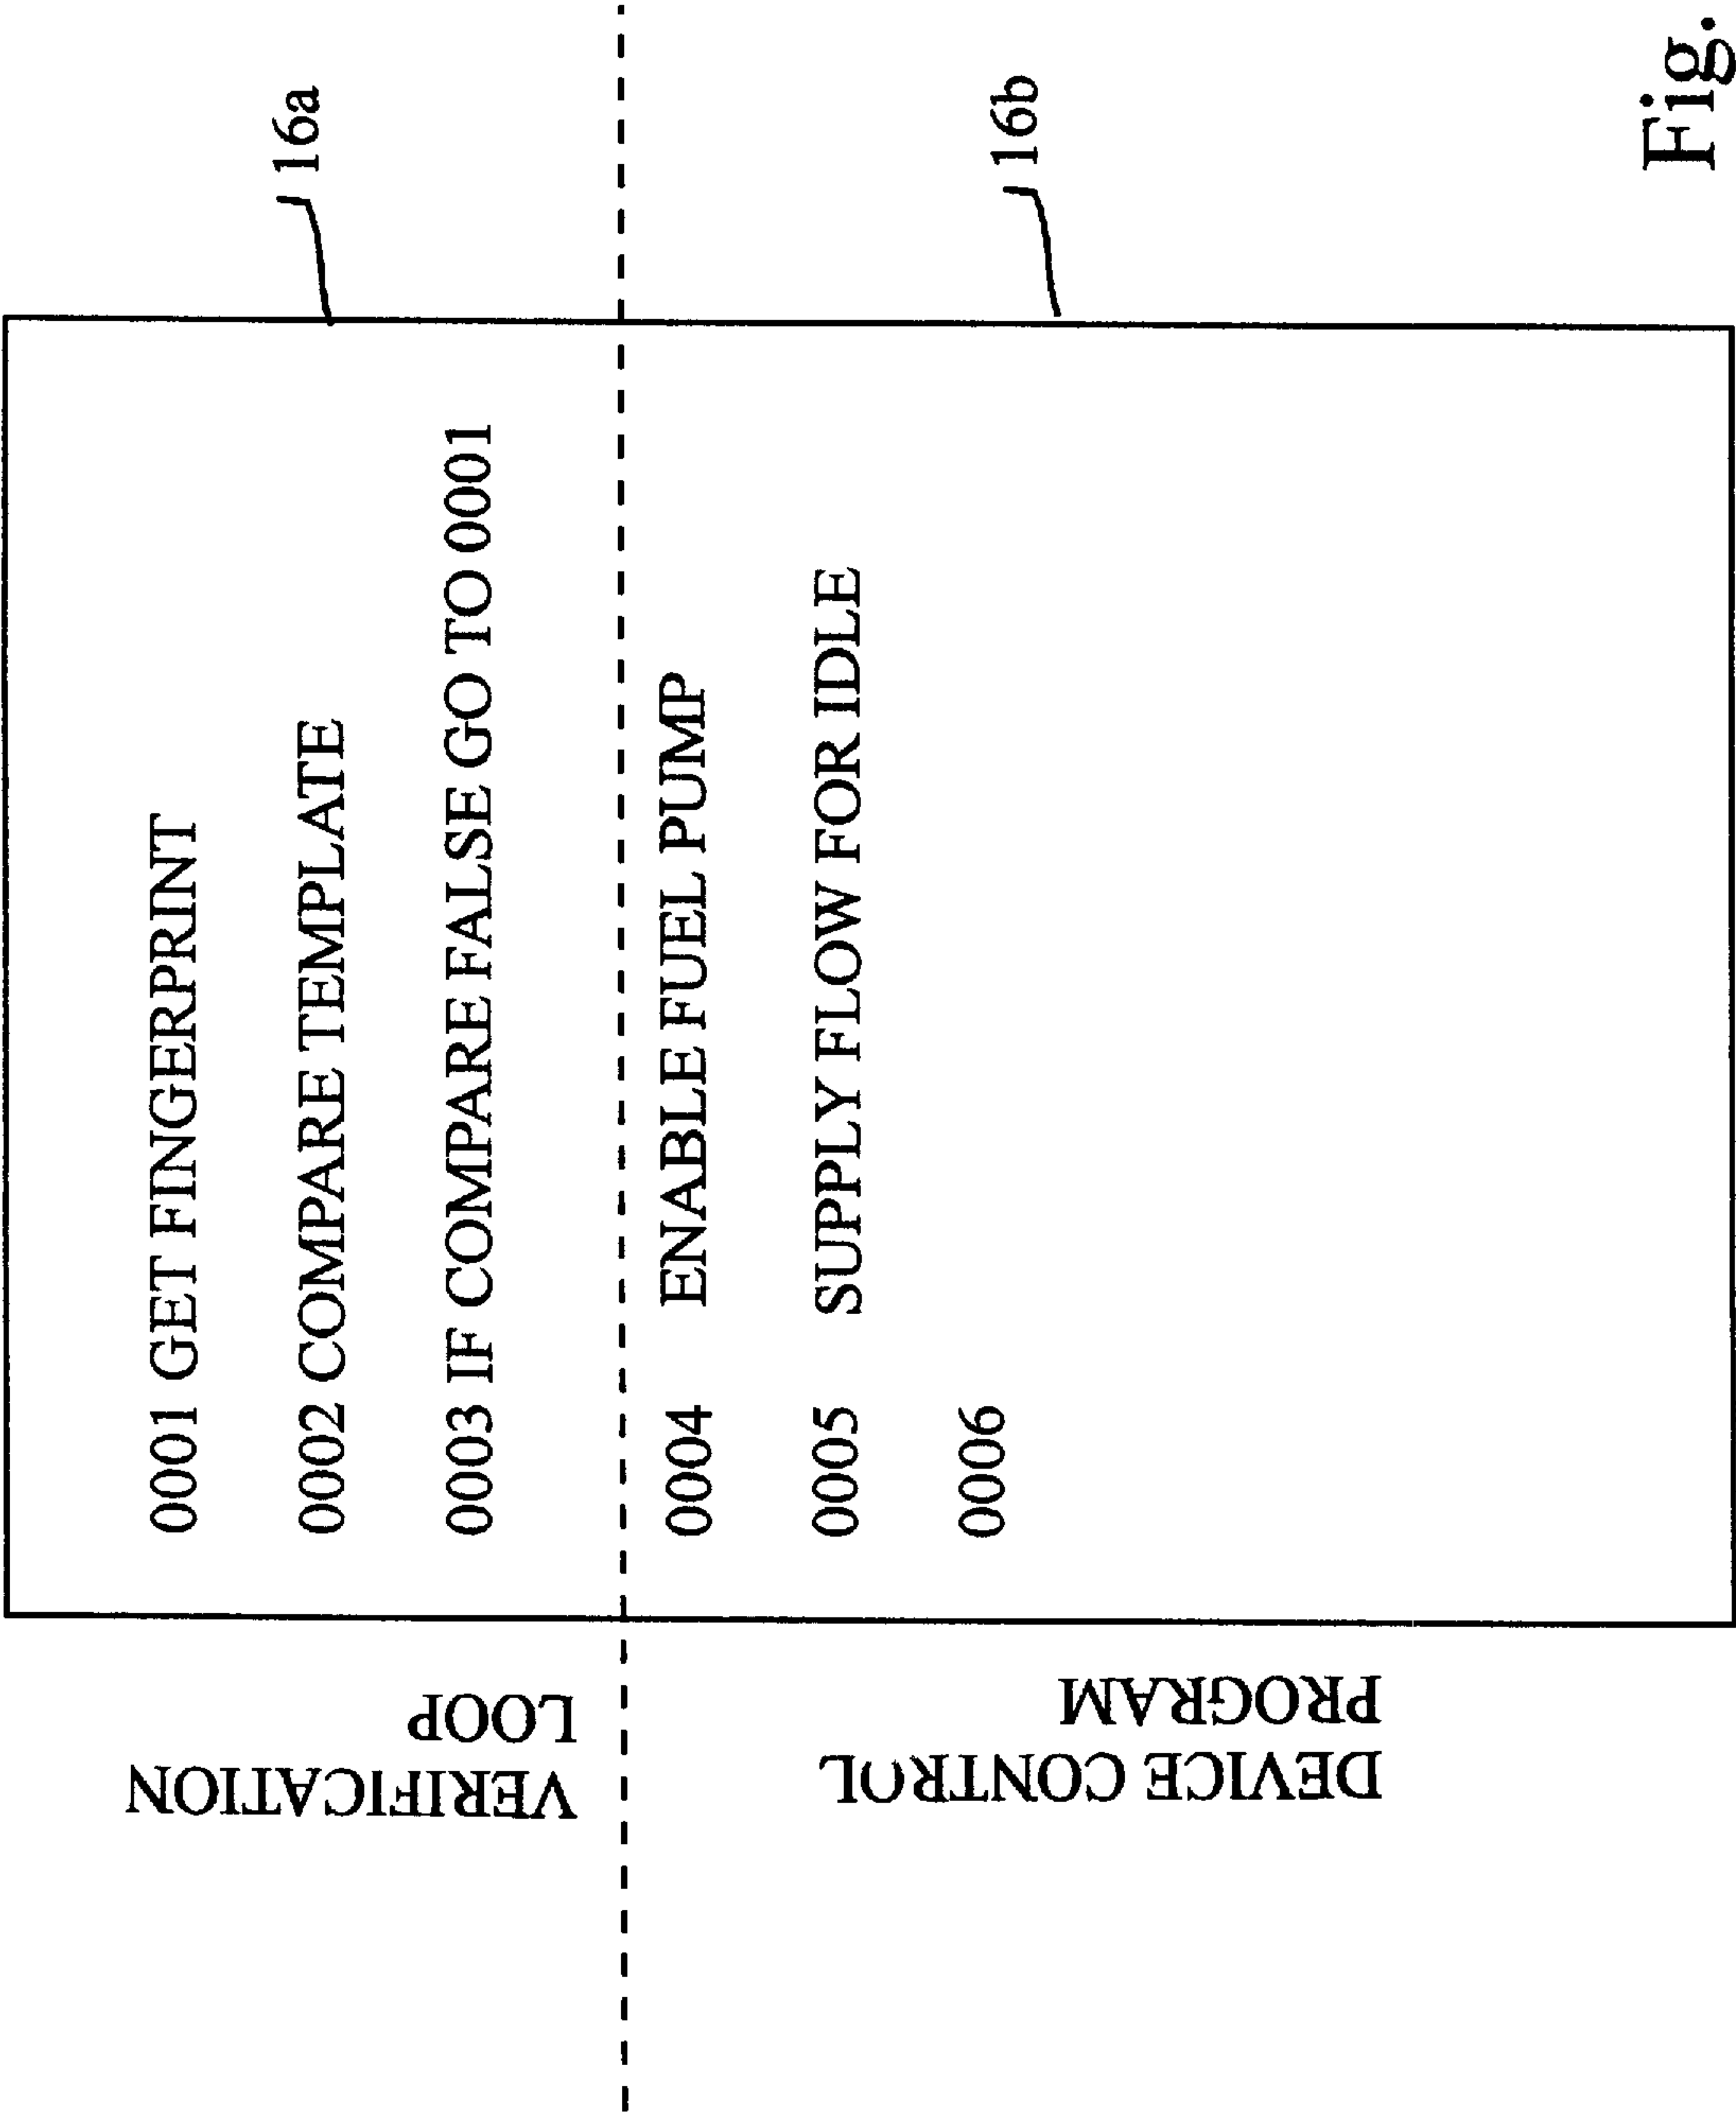 VERIFICATION
LOOP
0001 GET FINGERPRINT
0002 COMPARE TEMPLATE
0003 IF COMPARE FALSE GO TO 0001
16a
DEVICE CONTROL
PROGRAM
0004 ENABLE FUEL PUMP
0005 SUPPLY FLOW FOR IDLE
0006
16b
Fig.